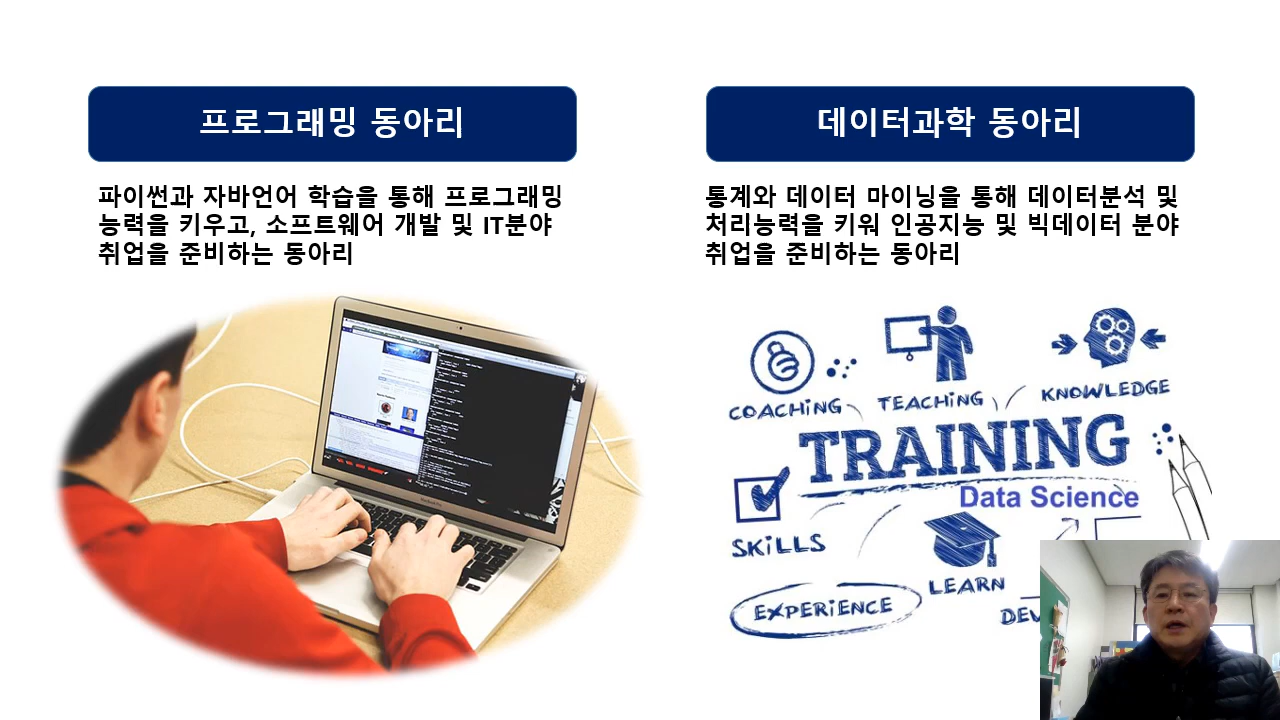 프로그래밍 동아리
파이썬과 자바언어 학습을 통해 프로그래밍
능력을 키우고, 소프트웨어 개발 및 IT분야
취업을 준비하는 동아리
데이터과학 동아리
통계와 데이터 마이닝을 통해 데이터분석 및
처리능력을 키워 인공지능 및 빅데이터 분야
취업을 준비하는 동아리
COACHiNG
TEACHiNG
KNOWLEDGE
TRAINING
Data Science
SKiLLS
LEARN
EXPERiENCE